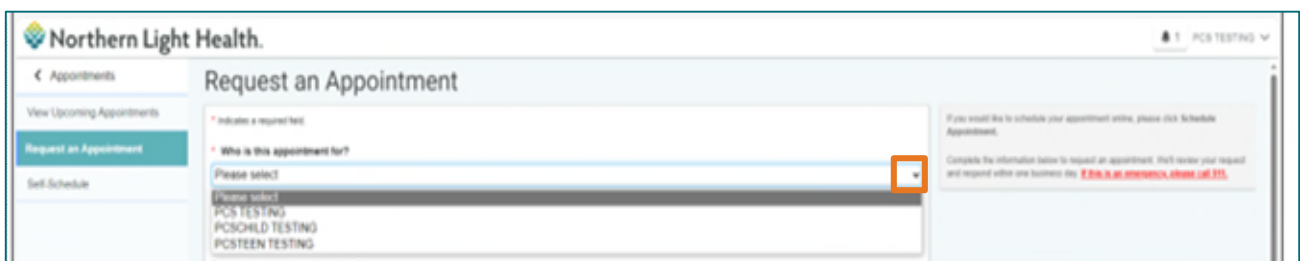 Northern Light Health.
1 PCS TESTING
Appointments
Request an Appointment
View Upcoming Appointments
* Indicates a required field.
Request an Appointment
* Who is this appointment for?
Self-Schedule
Please select
Please select
PCS TESTING
PCSCHILD TESTING
PCSTEEN TESTING
If you would like to schedule your appointment online, please click Schedule
Appointment.
Complete the information below to request an appointment. We'll review your request
and respond within one business day. If this is an emergency, please call 911.